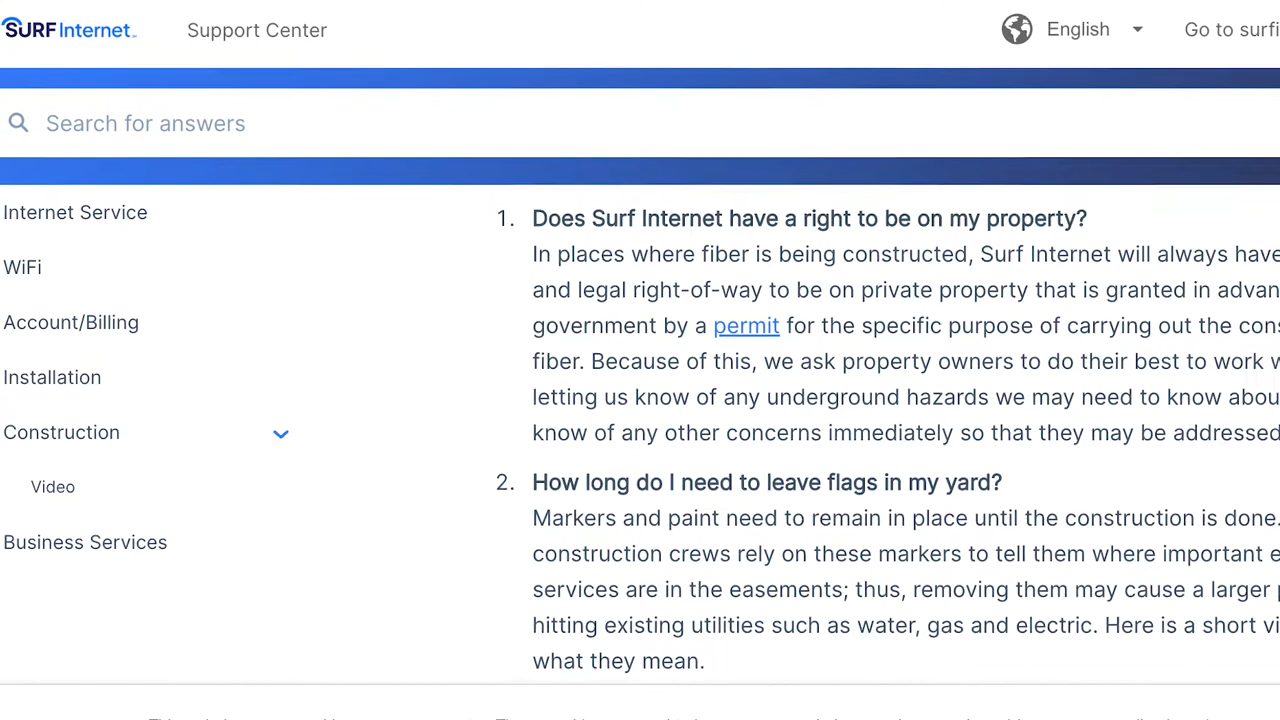 SURF Internet
Support Center
English
Go to surfi
Search for answers
Internet Service
WiFi
Account/Billing
Installation
Construction
Video
Business Services
1. Does Surf Internet have a right to be on my property?
In places where fiber is being constructed, Surf Internet will always have
and legal right-of-way to be on private property that is granted in advan
government by a permit for the specific purpose of carrying out the cons
fiber. Because of this, we ask property owners to do their best to work w
letting us know of any underground hazards we may need to know abou
know of any other concerns immediately so that they may be addressed
2. How long do I need to leave flags in my yard?
Markers and paint need to remain in place until the construction is done.
construction crews rely on these markers to tell them where important e
services are in the easements; thus, removing them may cause a larger p
hitting existing utilities such as water, gas and electric. Here is a short vi
what they mean.